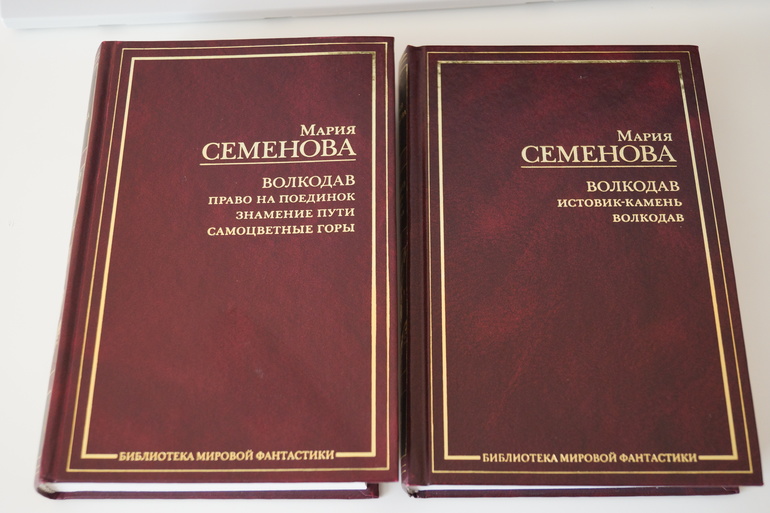 Мария
СЕМЕНОВА
ВОЛКОДАВ
ПРАВО НА ПОЕДИНОК
ЗНАМЕНИЕ ПУТИ
САМОЦВЕТНЫЕ ГОРЫ
БИБЛИОТЕКА МИРОВОЙ ФАНТАСТИКИ
Мария
СЕМЕНОВА
ВОЛКОДАВ
ИСТОВИК-КАМЕНЬ
ВОЛКОДАВ
БИБЛИОТЕКА МИРОВОЙ ФАНТАСТИКИ